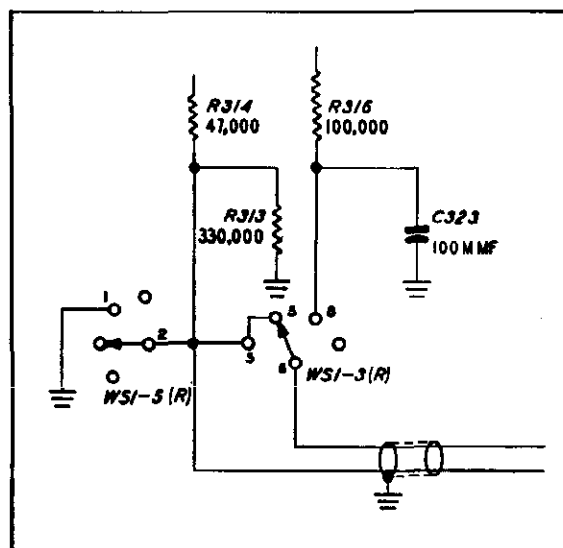 R314
47,000
R316
100,000
R313
330,000
C323
100 MMF
1
2
5
8
6
WS1-5 (R)
WS1-3 (R)